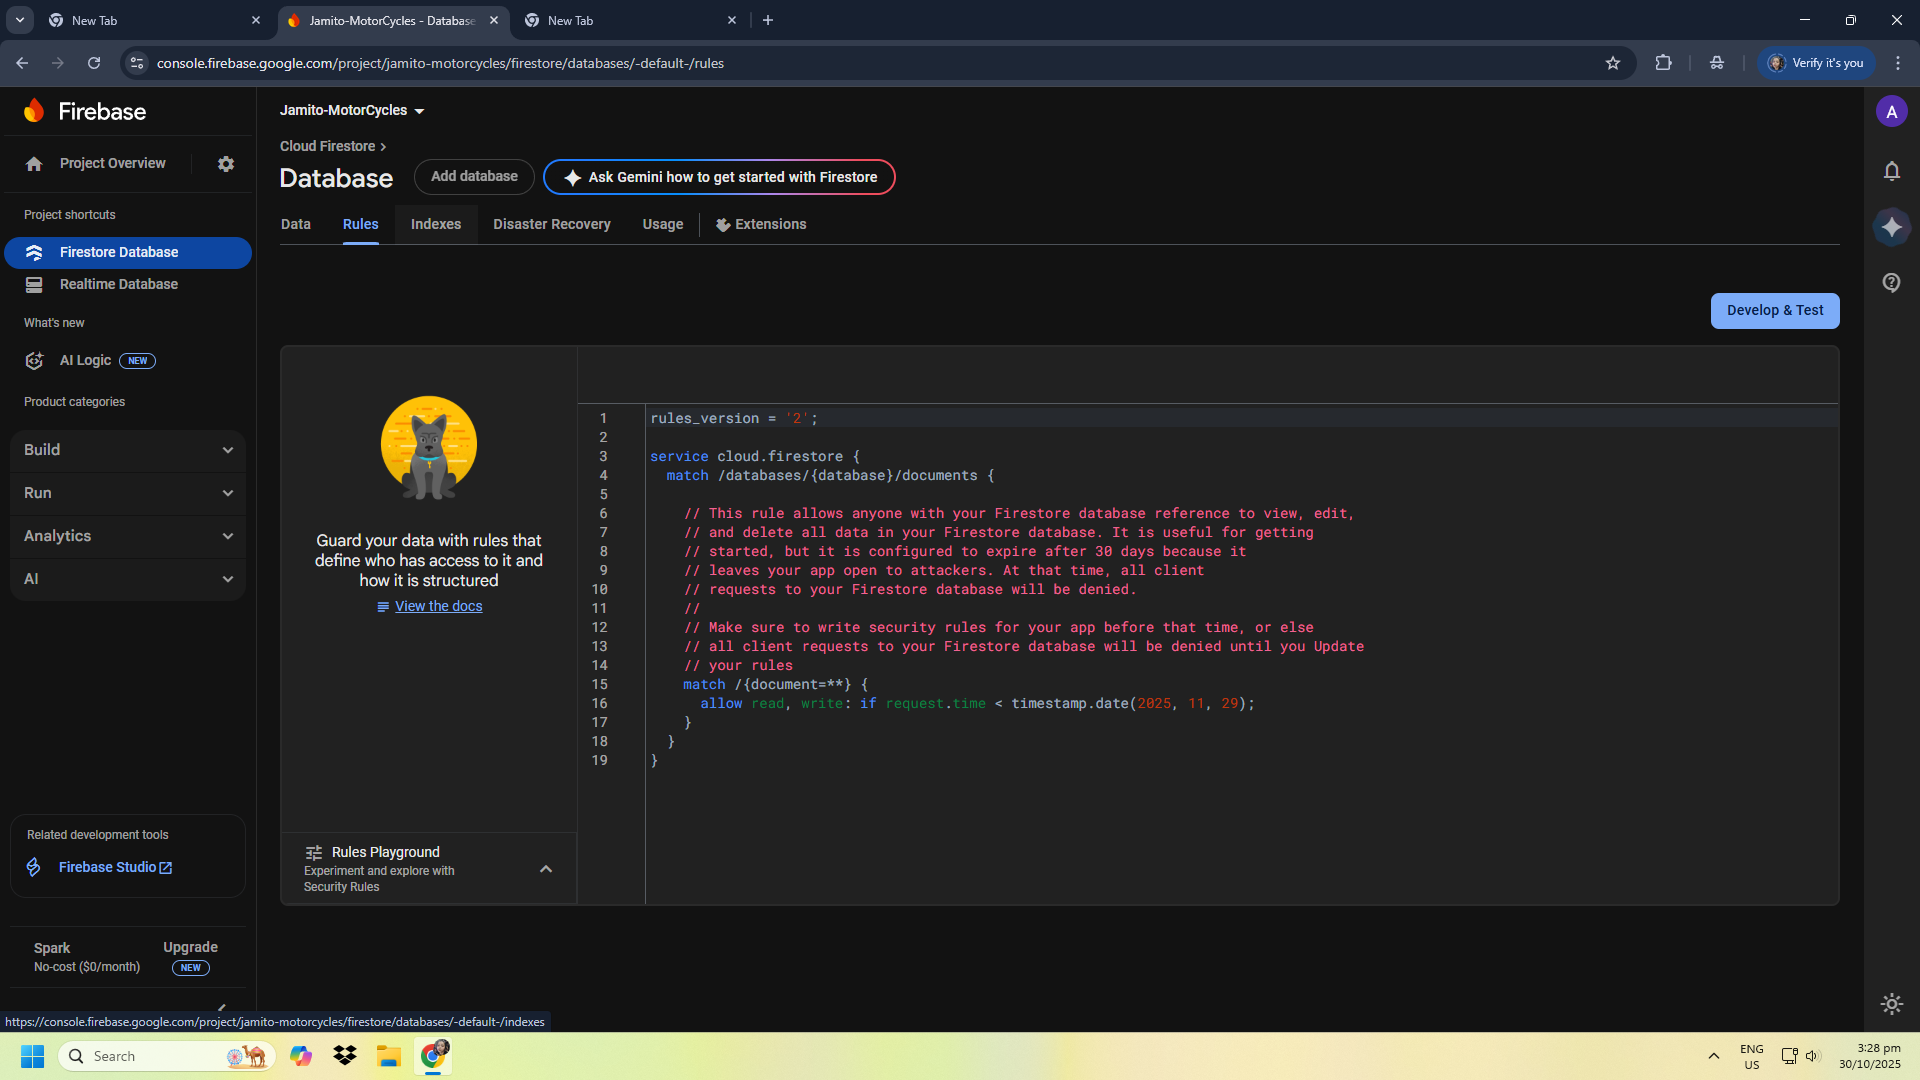 New Tab
Jamito-MotorCycles - Database
New Tab
console.firebase.google.com/project/jamito-motorcycles/firestore/databases/-default-/rules
Verify it's you
Firebase
Project Overview
Project shortcuts
Firestore Database
Realtime Database
What's new
AI Logic NEW
Product categories
Build
Run
Analytics
AI
Related development tools
Firebase Studio
Spark
No-cost ($0/month)
Upgrade
NEW
Jamito-MotorCycles
Cloud Firestore
Database
Add database
Ask Gemini how to get started with Firestore
Data
Rules
Indexes
Disaster Recovery
Usage
Extensions
A
Develop & Test
Guard your data with rules that
define who has access to it and
how it is structured
View the docs
Rules Playground
Experiment and explore with
Security Rules
1 rules_version = '2';
2
3 service cloud.firestore {
4 match /databases/{database}/documents {
5
6 // This rule allows anyone with your Firestore database reference to view, edit,
7 // and delete all data in your Firestore database. It is useful for getting
8 // started, but it is configured to expire after 30 days because it
9 // leaves your app open to attackers. At that time, all client
10 // requests to your Firestore database will be denied.
11 //
12 // Make sure to write security rules for your app before that time, or else
13 // all client requests to your Firestore database will be denied until you Update
14 // your rules
15 match /{document=**} {
16 allow read, write: if request.time < timestamp.date(2025, 11, 29);
17 }
18 }
19 }
https://console.firebase.google.com/project/jamito-motorcycles/firestore/databases/-default-/indexes
Search
ENG
US
3:28 pm
30/10/2025